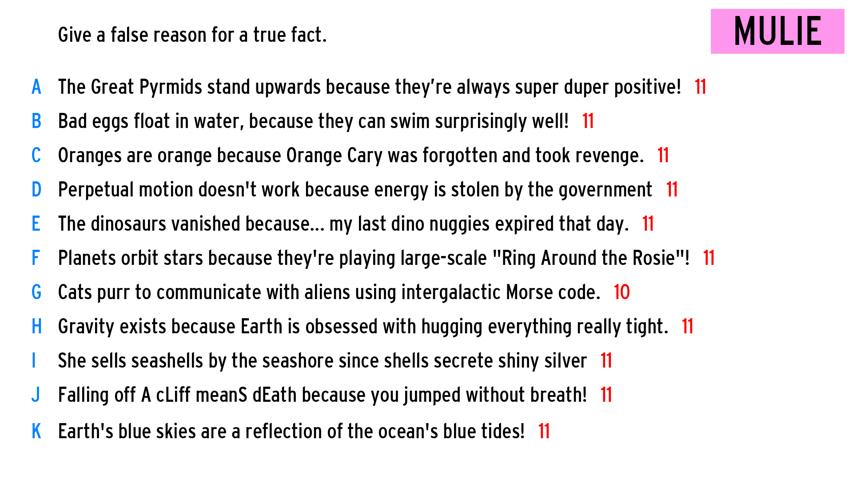 Give a false reason for a true fact.
MULIE
A The Great Pyrmids stand upwards because they're always super duper positive! 11
B Bad eggs float in water, because they can swim surprisingly well! 11
C Oranges are orange because Orange Cary was forgotten and took revenge. 11
D Perpetual motion doesn't work because energy is stolen by the government 11
E The dinosaurs vanished because... my last dino nuggies expired that day. 11
F Planets orbit stars because they're playing large-scale "Ring Around the Rosie"! 11
G Cats purr to communicate with aliens using intergalactic Morse code. 10
H Gravity exists because Earth is obsessed with hugging everything really tight. 11
I She sells seashells by the seashore since shells secrete shiny silver 11
J Falling off A cLiff meanS dEath because you jumped without breath! 11
K Earth's blue skies are a reflection of the ocean's blue tides! 11